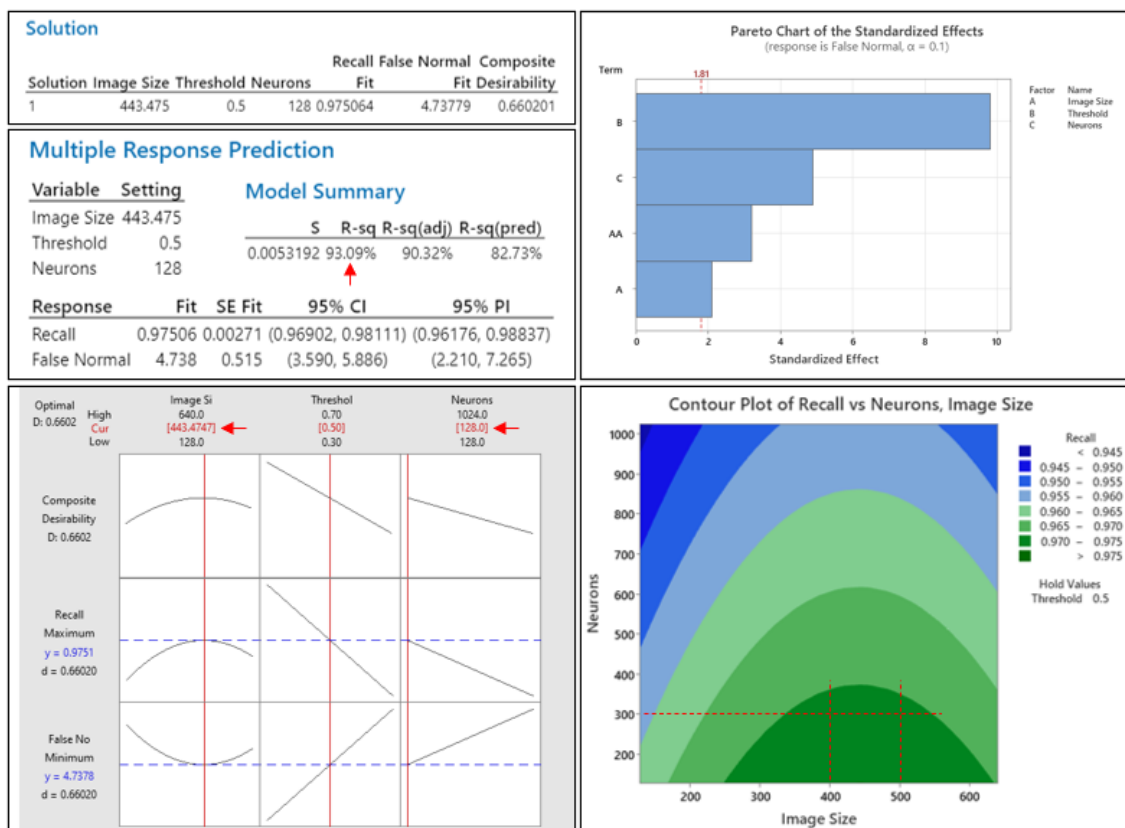 Solution
Recall False Normal Composite
Solution Image Size Threshold Neurons Fit Fit Desirability
1 443.475 0.5 128 0.975064 4.73779 0.660201
Multiple Response Prediction
Variable Setting
Image Size 443.475
Threshold 0.5
Neurons 128
Model Summary
S R-sq R-sq(adj) R-sq(pred)
0.0053192 93.09% 90.32% 82.73%
Response Fit SE Fit 95% CI 95% PI
Recall 0.97506 0.00271 (0.96902, 0.98111) (0.96176, 0.98837)
False Normal 4.738 0.515 (3.590, 5.886) (2.210, 7.265)
Pareto Chart of the Standardized Effects
(response is False Normal, α = 0.1)
Term
1.81
B
C
AA
A
0 2 4 6 8 10
Standardized Effect
Factor Name
A Image Size
B Threshold
C Neurons
Optimal
D: 0.6602
High
Cur
Low
Image Si
640.0
[443.4747]
128.0
Threshol
0.70
[0.50]
0.30
Neurons
1024.0
[128.0]
128.0
Composite
Desirability
D: 0.6602
Recall
Maximum
y = 0.9751
d = 0.66020
False No
Minimum
y = 4.7378
d = 0.66020
Contour Plot of Recall vs Neurons, Image Size
Neurons
1000
900
800
700
600
500
400
300
200
200 300 400 500 600
Image Size
Recall
< 0.945
0.945 – 0.950
0.950 – 0.955
0.955 – 0.960
0.960 – 0.965
0.965 – 0.970
0.970 – 0.975
> 0.975
Hold Values
Threshold 0.5